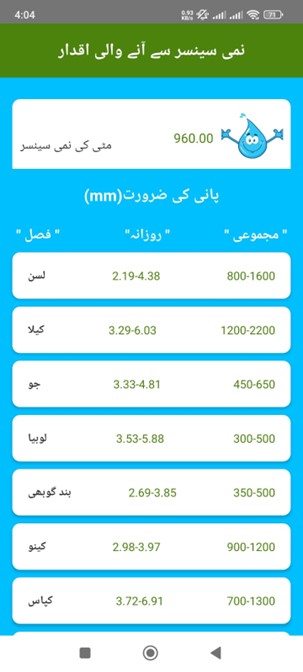 4:04
0.93 KB/s
73
نمی سینسر سے آنے والی اقدار
مٹی کی نمی سینسر 960.00
پانی کی ضرورت(mm)
" فصل " " روزانہ" " مجموعی "
لسن 2.19-4.38 800-1600
کیلا 3.29-6.03 1200-2200
جو 3.33-4.81 450-650
لوبیا 3.53-5.88 300-500
بند گوبھی 2.69-3.85 350-500
کینو 2.98-3.97 900-1200
کپاس 3.72-6.91 700-1300